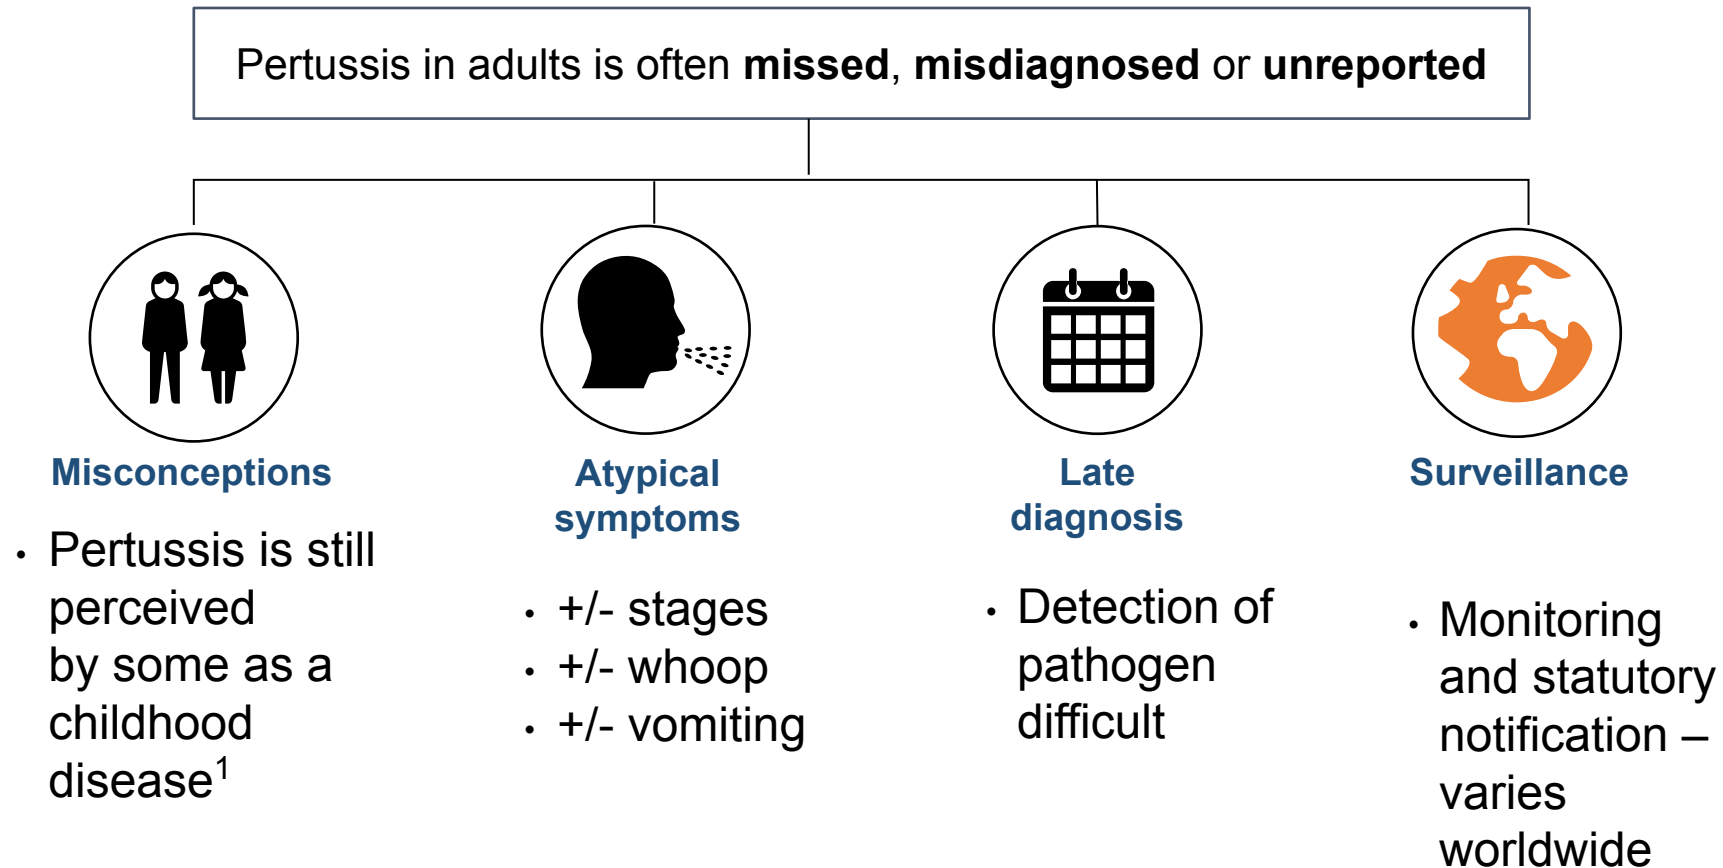 Pertussis in adults is often missed, misdiagnosed or unreported
Misconceptions
• Pertussis is still
perceived
by some as a
childhood
disease1
Atypical
symptoms
• +/- stages
• +/- whoop
• +/- vomiting
Late
diagnosis
• Detection of
pathogen
difficult
Surveillance
• Monitoring
and statutory
notification –
varies
worldwide